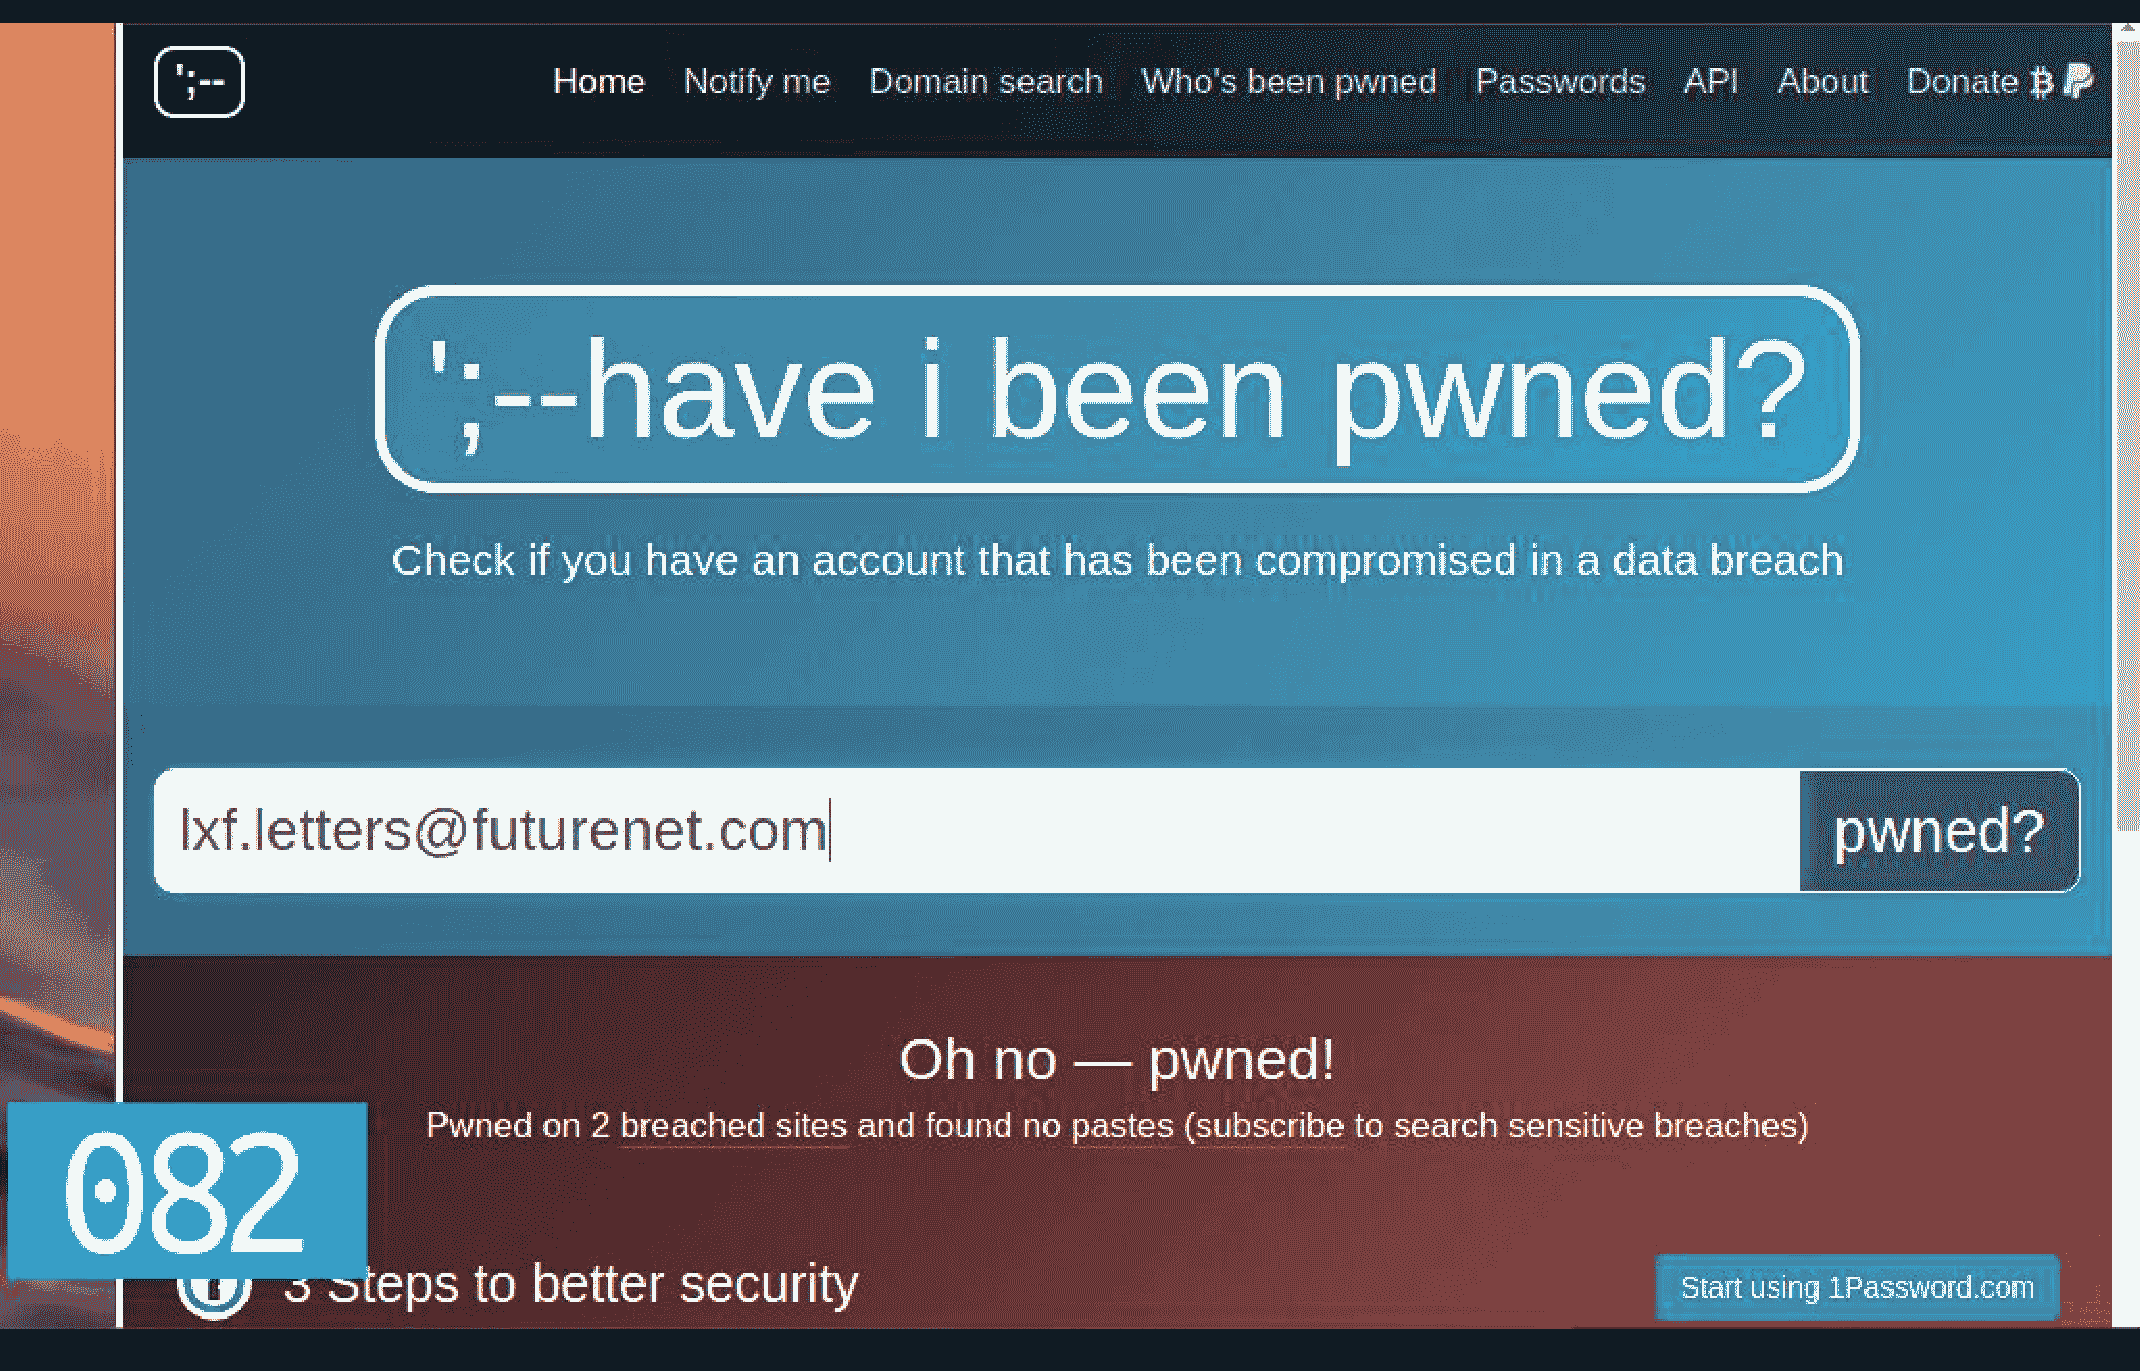 ';--
Home Notify me Domain search Who's been pwned Passwords API About Donate
';--have i been pwned?
Check if you have an account that has been compromised in a data breach
lxf.letters@futurenet.com
pwned?
Oh no — pwned!
Pwned on 2 breached sites and found no pastes (subscribe to search sensitive breaches)
082
3 Steps to better security
Start using 1Password.com